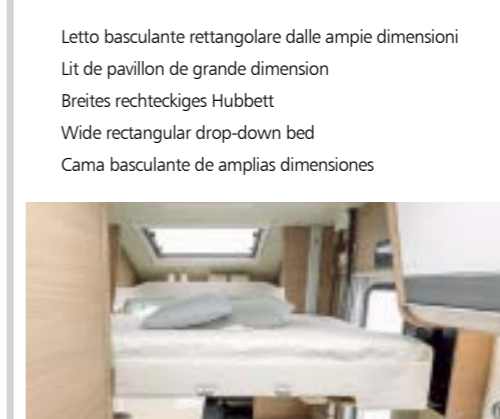 Letto basculante rettangolare dalle ampie dimensioni
Lit de pavillon de grande dimension
Breites rechteckiges Hubbett
Wide rectangular drop-down bed
Cama basculante de amplias dimensiones